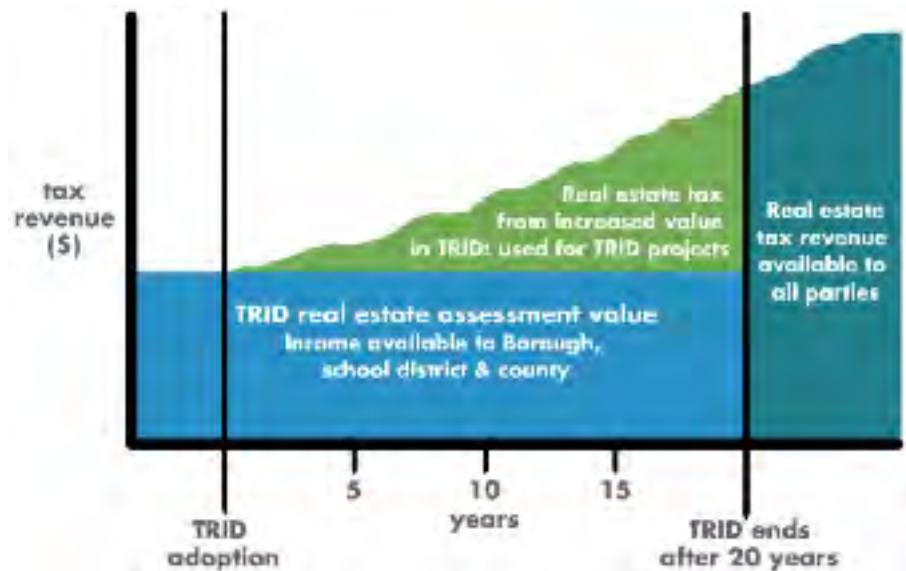 tax
revenue
($)
Real estate tax
from increased value
in TRID: used for TRID projects
Real estate
tax revenue
available to
all parties
TRID real estate assessment value
Income available to Borough,
school district & county
5
10
15
years
TRID
adoption
TRID ends
after 20 years